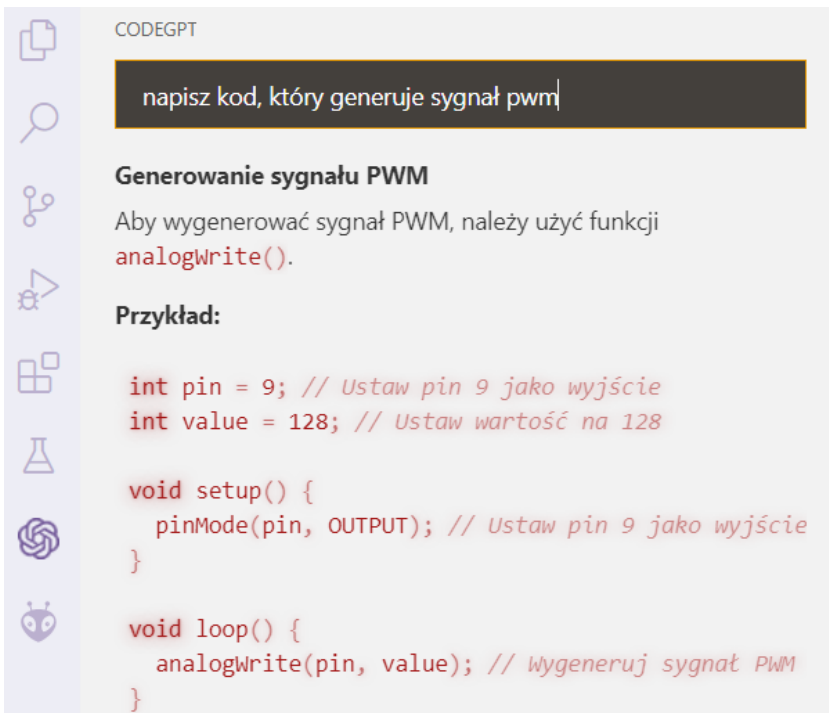 CODEGPT
napisz kod, który generuje sygnał pwm
Generowanie sygnału PWM
Aby wygenerować sygnał PWM, należy użyć funkcji
analogWrite().
Przykład:
int pin = 9; // Ustaw pin 9 jako wyjście
int value = 128; // Ustaw wartość na 128
void setup() {
  pinMode(pin, OUTPUT); // Ustaw pin 9 jako wyjście
}
void loop() {
  analogWrite(pin, value); // Wygeneruj sygnał PWM
}